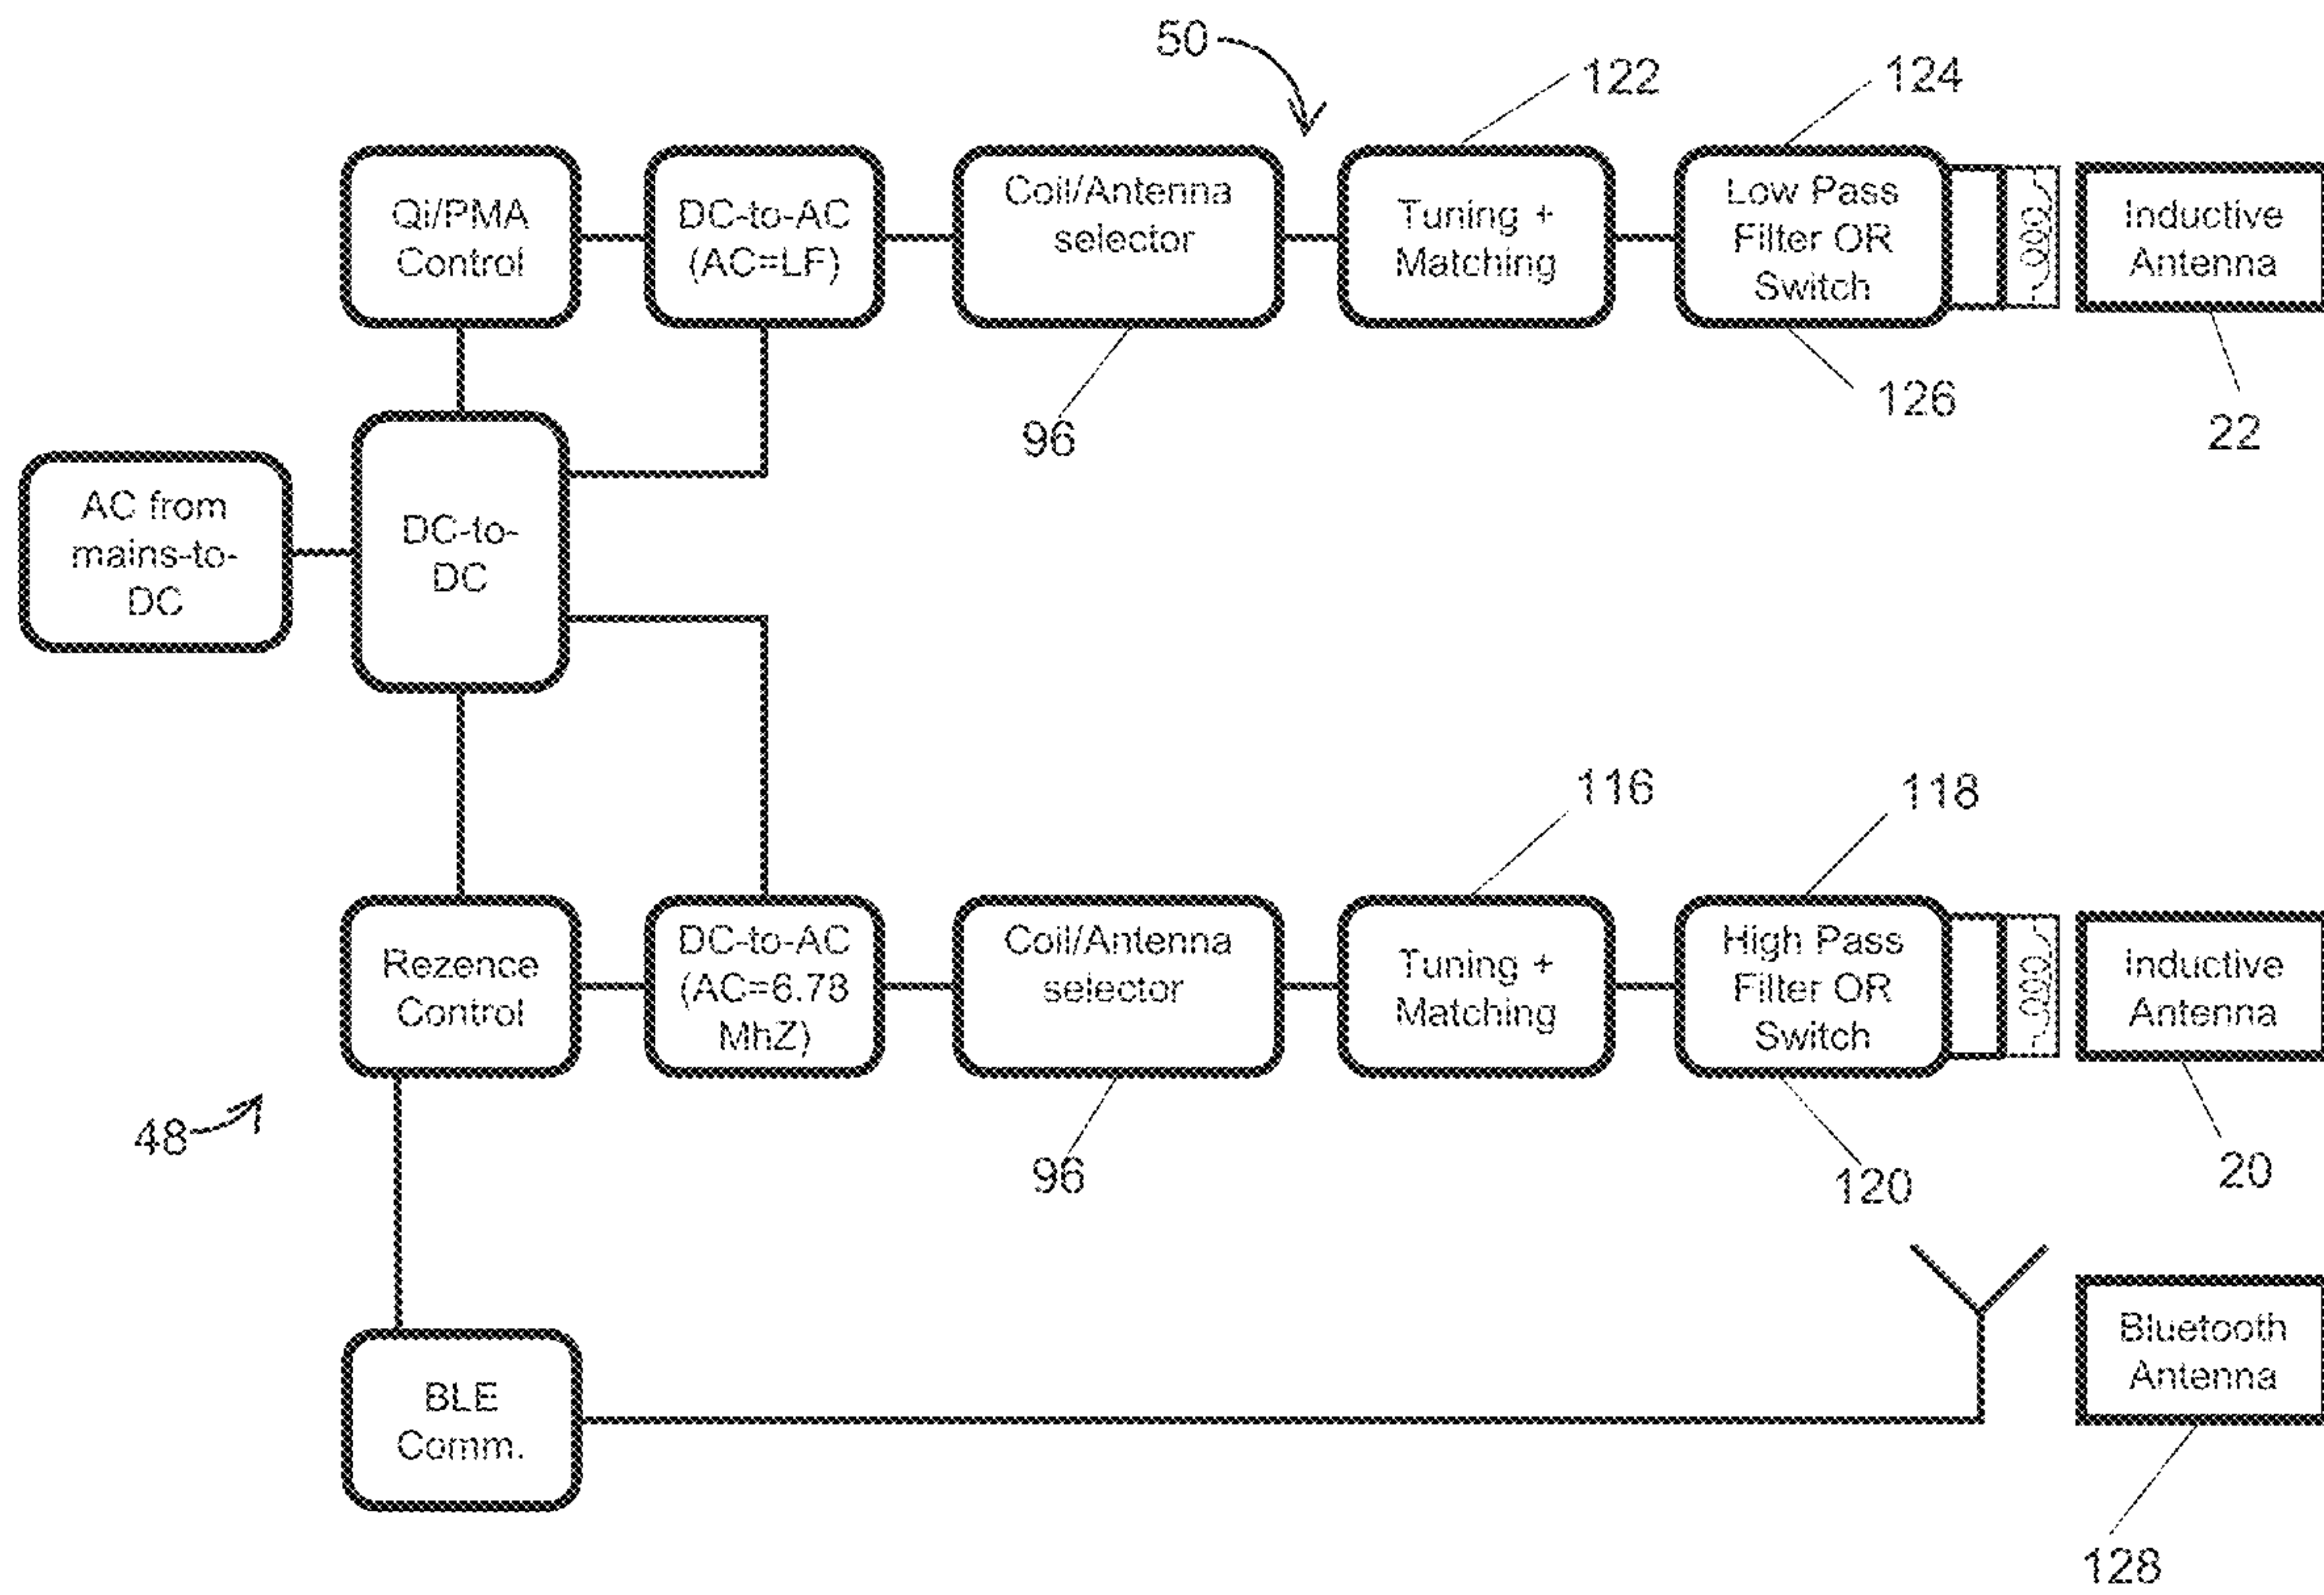 50
122
124
Qi/PMA
Control
DC-to-AC
(AC=LF)
Coil/Antenna
selector
Tuning +
Matching
Low Pass
Filter OR
Switch
Inductive
Antenna
96
126
22
AC from
mains-to-
DC
DC-to-
DC
116
118
Rezence
Control
DC-to-AC
(AC=6.78
MhZ)
Coil/Antenna
selector
Tuning +
Matching
High Pass
Filter OR
Switch
Inductive
Antenna
48
96
120
20
BLE
Comm.
Bluetooth
Antenna
128